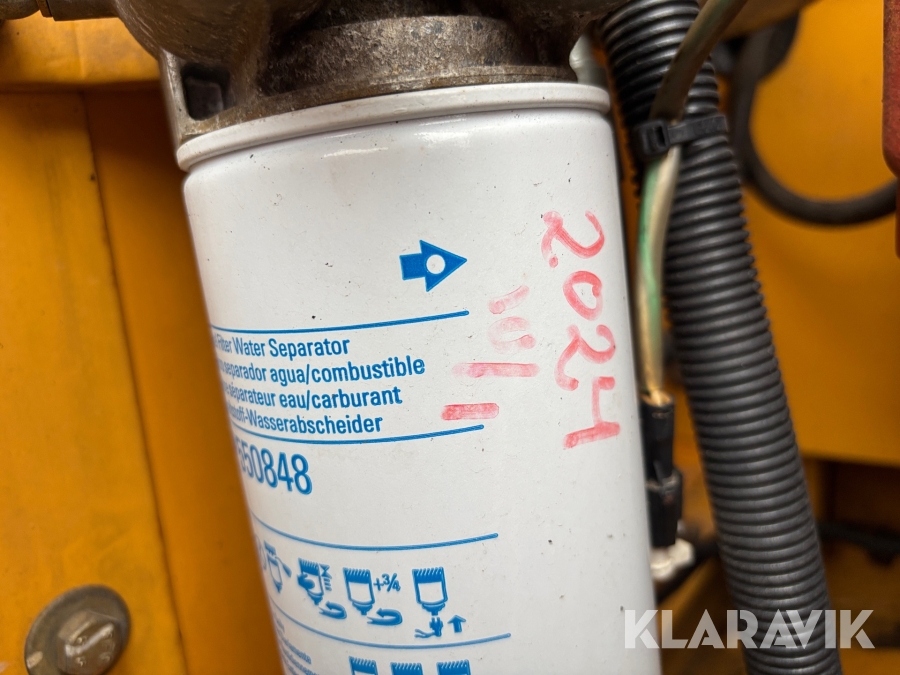 2024
Filter Water Separator
separador agua/combustible
séparateur eau/carburant
Wasserabscheider
550848
+¾
KLARAVIK